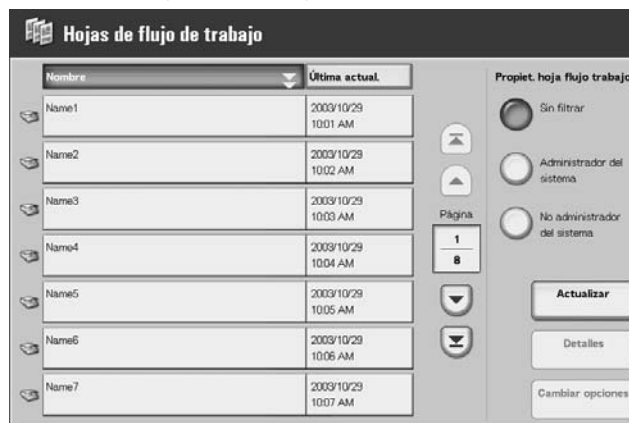 Hojas de flujo de trabajo
Nombre Última actual. Propiet. hoja flujo trabajo
Name1 2003/10/29
10:01 AM
Sin filtrar
Name2 2003/10/29
10:02 AM
Administrador del
sistema
Name3 2003/10/29
10:03 AM
Página
No administrador
del sistema
Name4 2003/10/29
10:04 AM
1
8
Name5 2003/10/29
10:05 AM
Actualizar
Name6 2003/10/29
10:06 AM
Detalles
Name7 2003/10/29
10:07 AM
Cambiar opciones